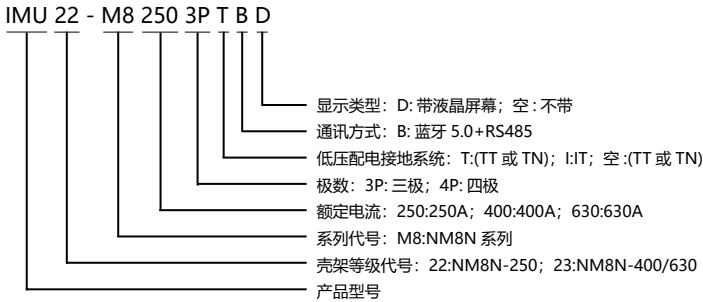 IMU 22 - M8 250 3P T B D
显示类型：D: 带液晶屏幕；空 : 不带
通讯方式：B: 蓝牙 5.0+RS485
低压配电接地系统：T:(TT 或 TN)；I:IT；空 :(TT 或 TN)
极数：3P: 三极；4P: 四极
额定电流：250:250A；400:400A；630:630A
系列代号：M8:NM8N 系列
壳架等级代号：22:NM8N-250；23:NM8N-400/630
产品型号